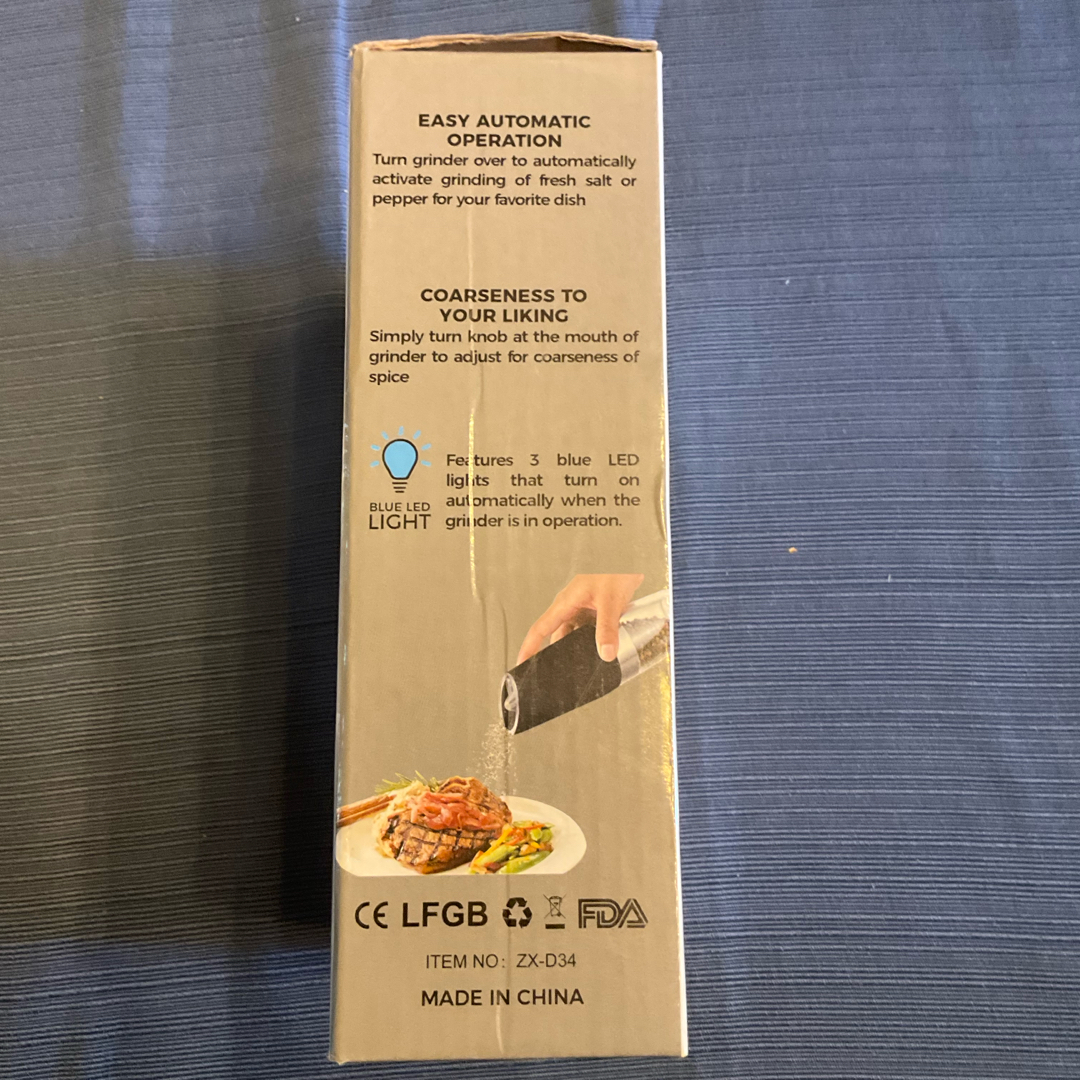 EASY AUTOMATIC
OPERATION
Turn grinder over to automatically
activate grinding of fresh salt or
pepper for your favorite dish
COARSENESS TO
YOUR LIKING
Simply turn knob at the mouth of
grinder to adjust for coarseness of
spice
BLUE LED
LIGHT
Features 3 blue LED
lights that turn on
automatically when the
grinder is in operation.
CE LFGB FDA
ITEM NO: ZX-D34
MADE IN CHINA